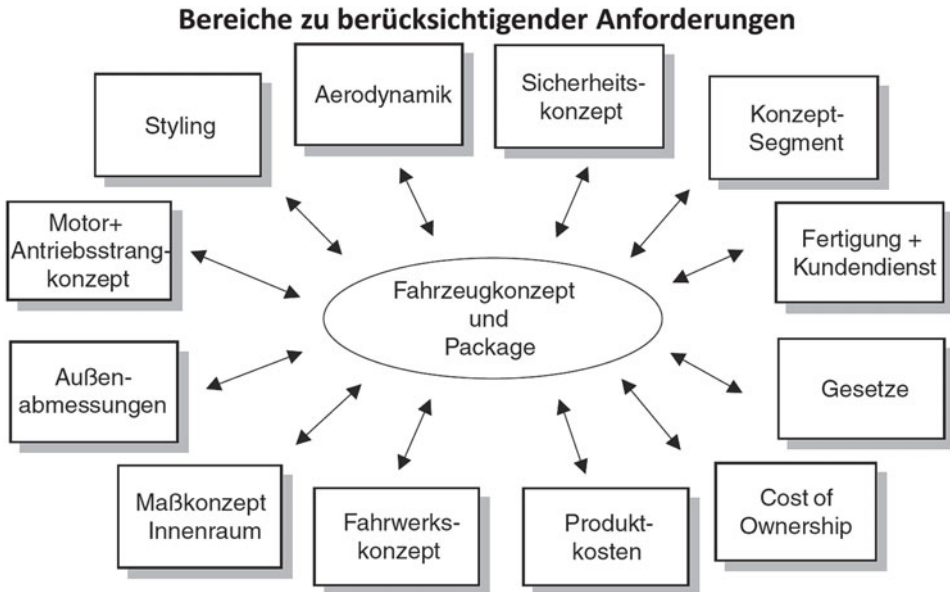 Bereiche zu berücksichtigender Anforderungen
Styling
Aerodynamik
Sicherheits-
konzept
Konzept-
Segment
Motor+
Antriebsstrang-
konzept
Fahrzeugkonzept
und
Package
Fertigung +
Kundendienst
Außen-
abmessungen
Gesetze
Maßkonzept
Innenraum
Fahrwerks-
konzept
Produkt-
kosten
Cost of
Ownership